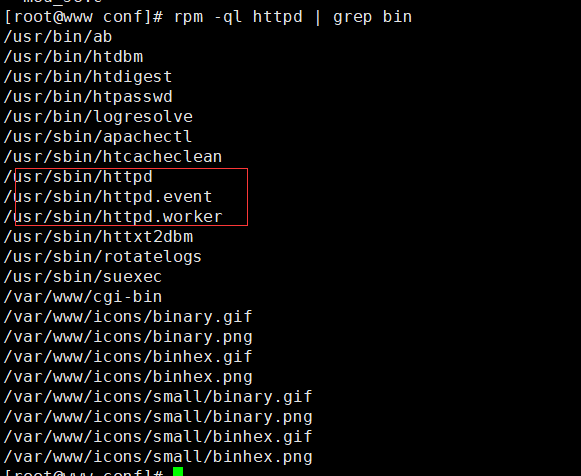 [root@www conf]# rpm -ql httpd | grep bin
/usr/bin/ab
/usr/bin/htdbm
/usr/bin/htdigest
/usr/bin/htpasswd
/usr/bin/logresolve
/usr/sbin/apachectl
/usr/sbin/htcacheclean
/usr/sbin/httpd
/usr/sbin/httpd.event
/usr/sbin/httpd.worker
/usr/sbin/httxt2dbm
/usr/sbin/rotatelogs
/usr/sbin/suexec
/var/www/cgi-bin
/var/www/icons/binary.gif
/var/www/icons/binary.png
/var/www/icons/binhex.gif
/var/www/icons/binhex.png
/var/www/icons/small/binary.gif
/var/www/icons/small/binary.png
/var/www/icons/small/binhex.gif
/var/www/icons/small/binhex.png
[root@www conf]#